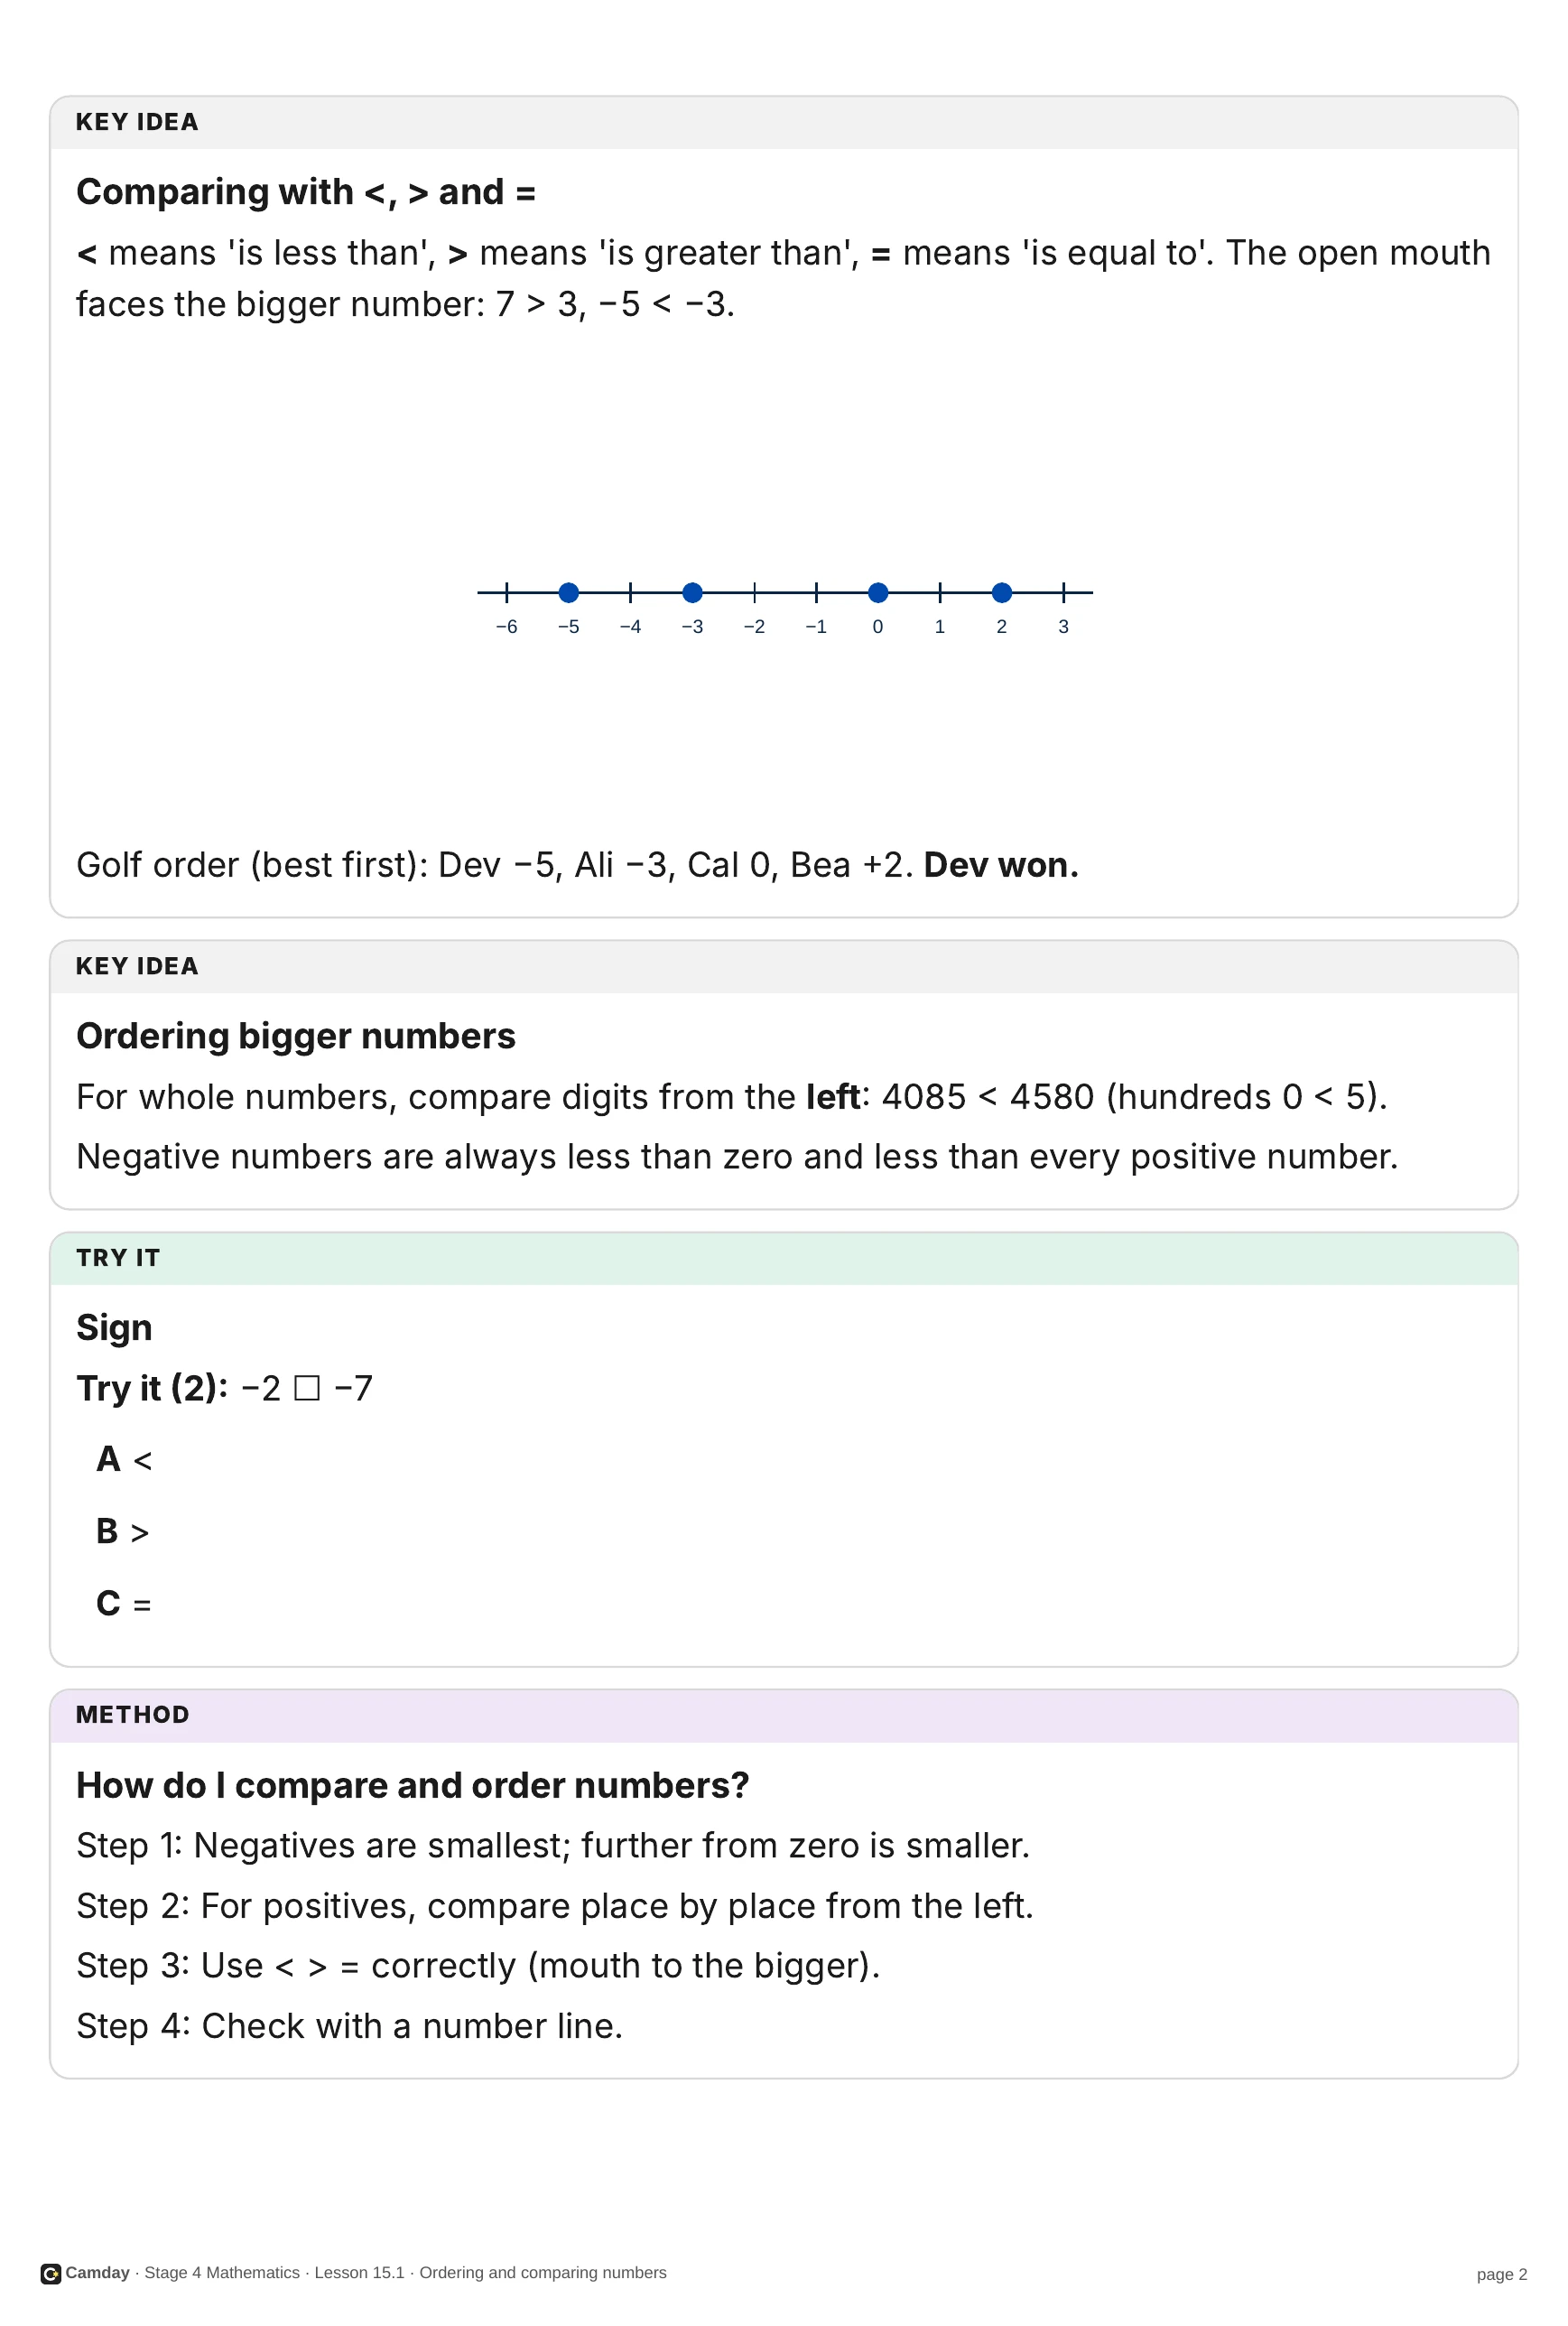 KEY IDEA
Comparing with <, > and =
< means 'is less than', > means 'is greater than', = means 'is equal to'. The open mouth
faces the bigger number: 7 > 3, −5 < −3.
−6 −5 −4 −3 −2 −1 0 1 2 3
Golf order (best first): Dev −5, Ali −3, Cal 0, Bea +2. Dev won.
KEY IDEA
Ordering bigger numbers
For whole numbers, compare digits from the left: 4085 < 4580 (hundreds 0 < 5).
Negative numbers are always less than zero and less than every positive number.
TRY IT
Sign
Try it (2): −2 □ −7
A <
B >
C =
METHOD
How do I compare and order numbers?
Step 1: Negatives are smallest; further from zero is smaller.
Step 2: For positives, compare place by place from the left.
Step 3: Use < > = correctly (mouth to the bigger).
Step 4: Check with a number line.
Camday · Stage 4 Mathematics · Lesson 15.1 · Ordering and comparing numbers
page 2